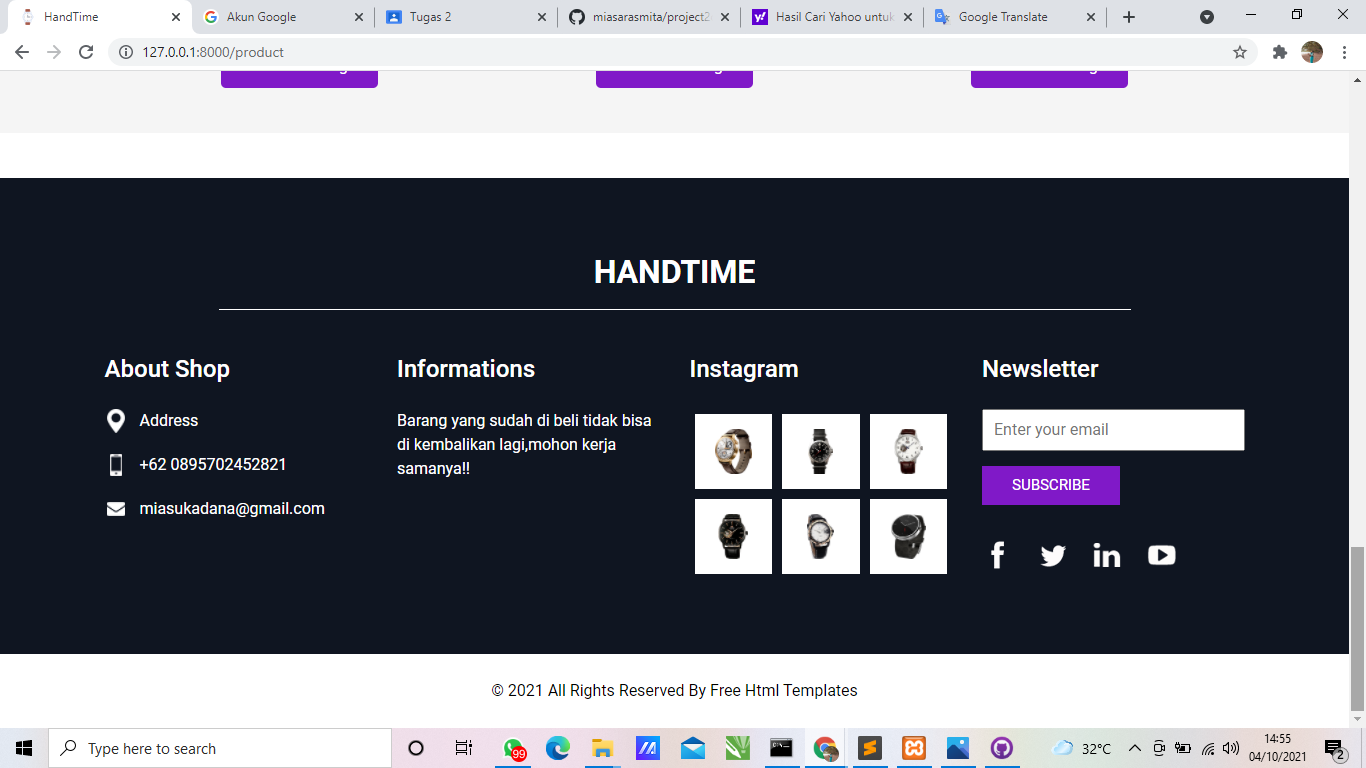 HandTime
Akun Google
Tugas 2
miasarasmita/project2
Hasil Cari Yahoo untuk
Google Translate
127.0.0.1:8000/product
HANDTIME
About Shop
Address
+62 0895702452821
miasukadana@gmail.com
Informations
Barang yang sudah di beli tidak bisa
di kembalikan lagi,mohon kerja
samanya!!
Instagram
Newsletter
Enter your email
SUBSCRIBE
© 2021 All Rights Reserved By Free Html Templates
Type here to search
99
32°C
14:55
04/10/2021
2